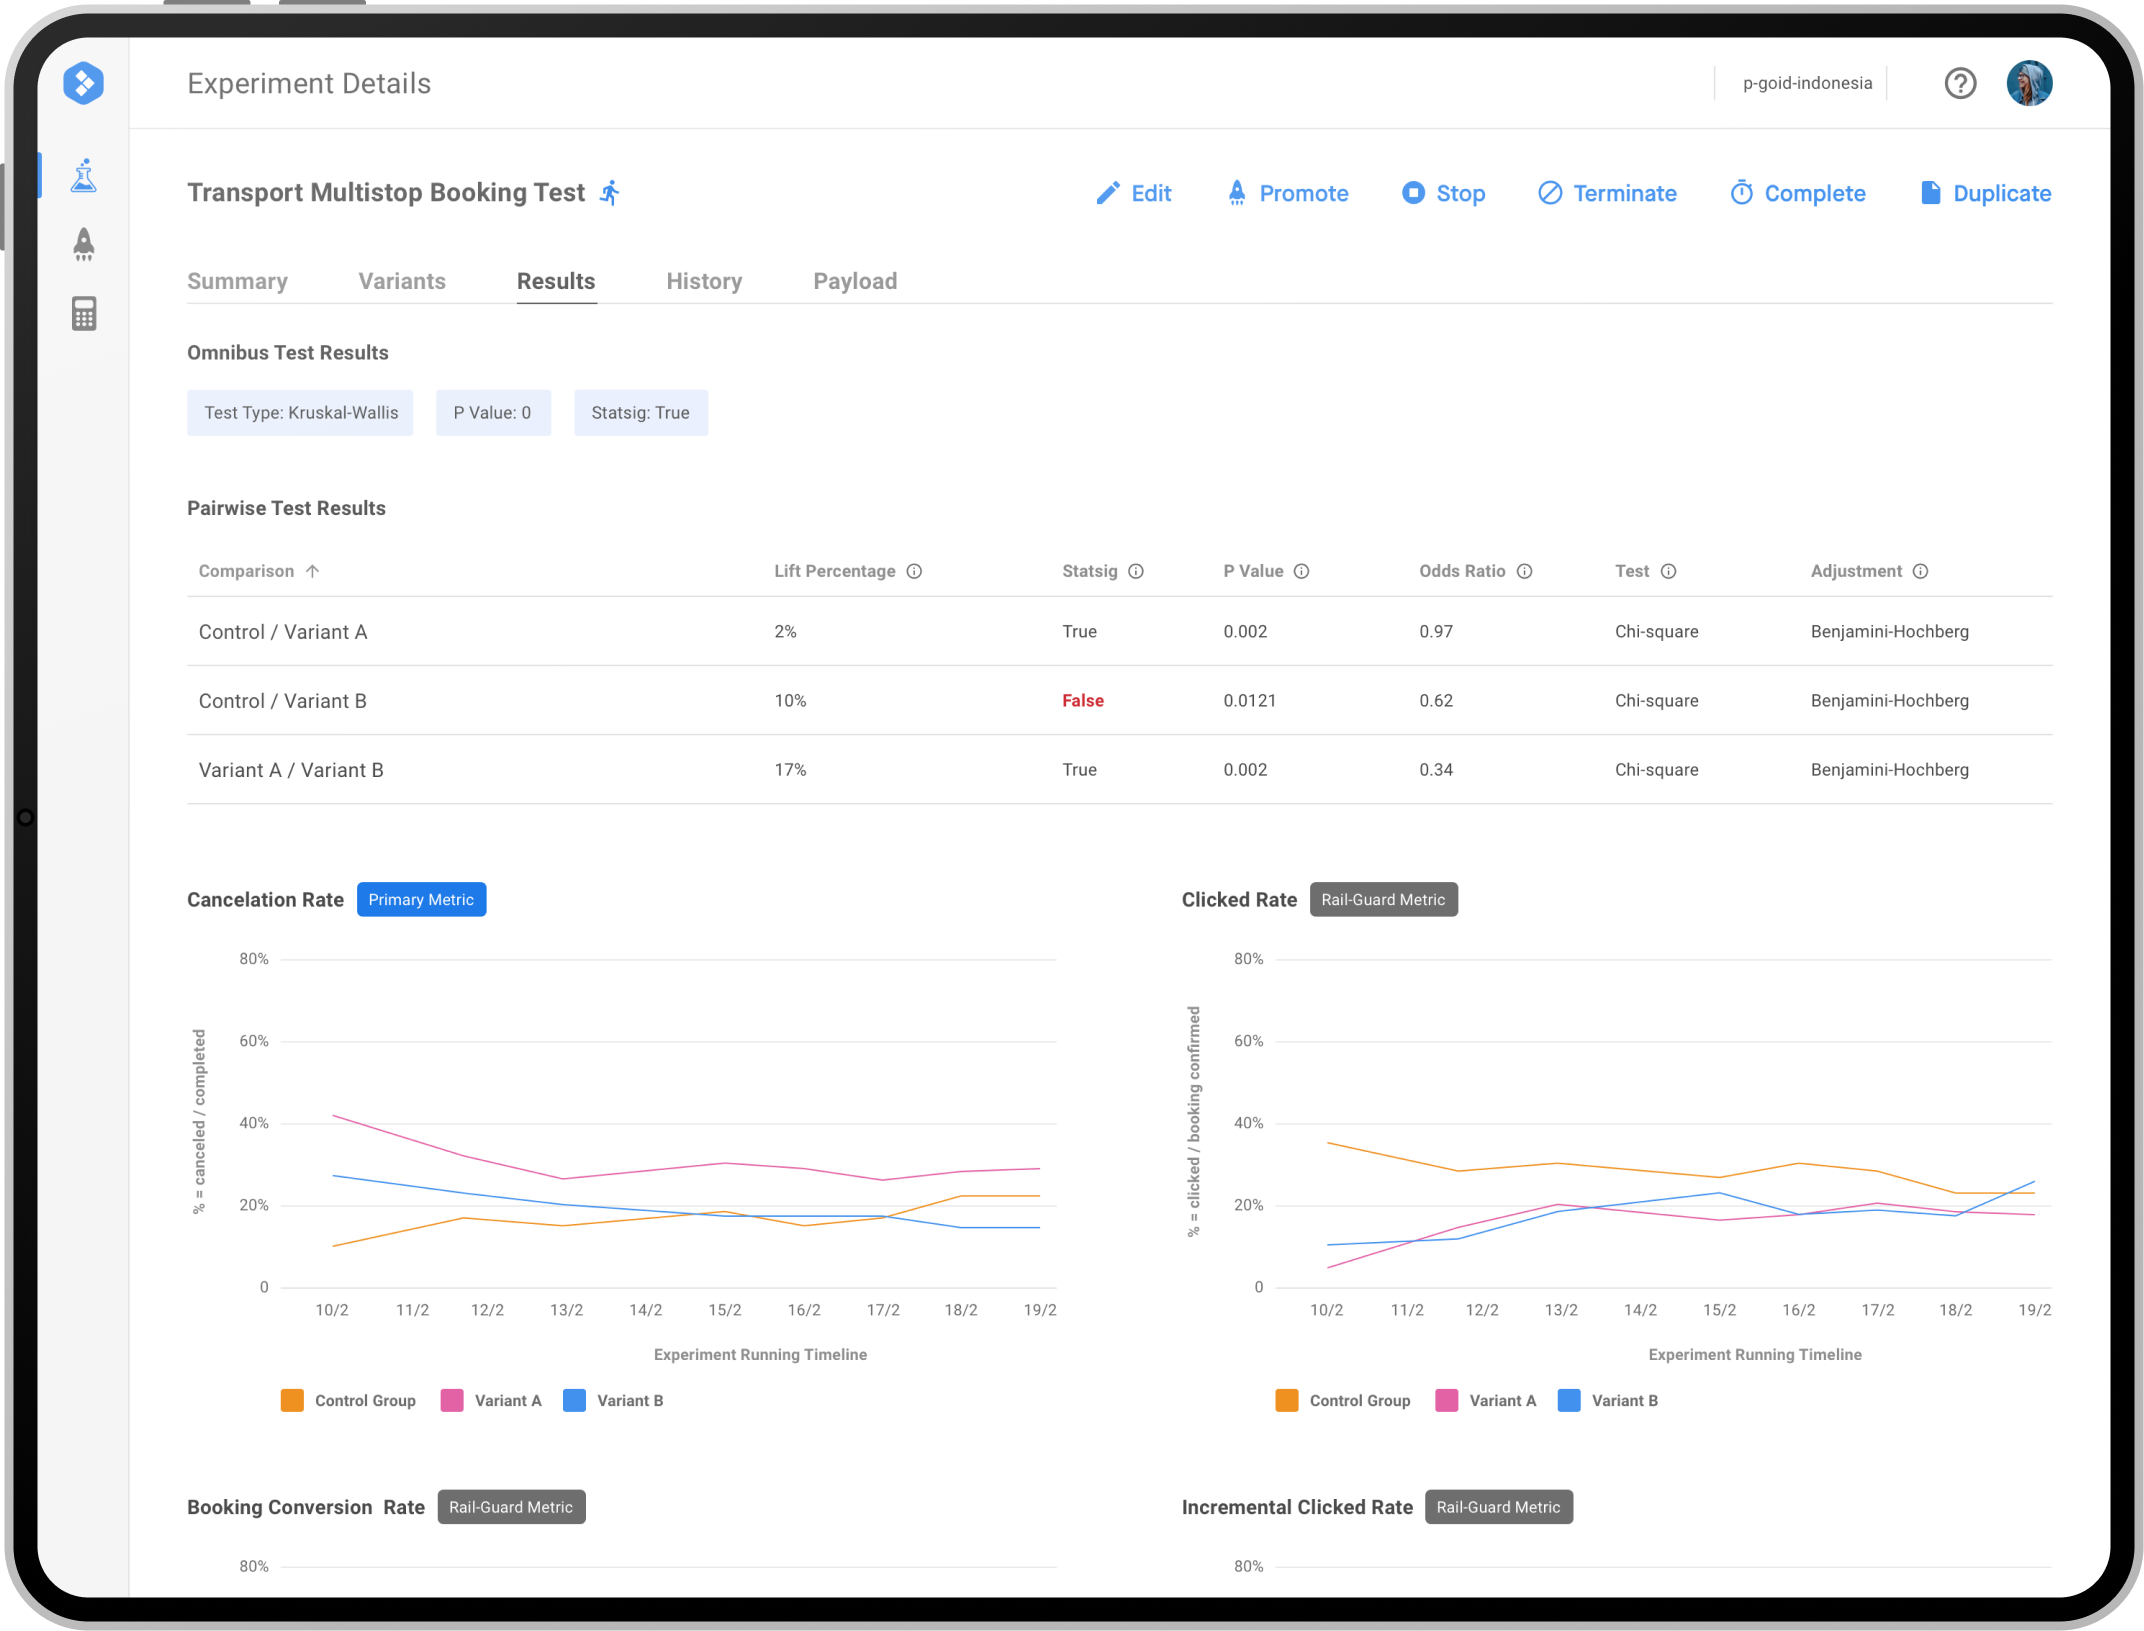 Experiment Details
p-goid-indonesia
Transport Multistop Booking Test
Edit
Promote
Stop
Terminate
Complete
Duplicate
Summary
Variants
Results
History
Payload
Omnibus Test Results
Test Type: Kruskal-Wallis
P Value: 0
Statsig: True
Pairwise Test Results
Comparison Lift Percentage Statsig P Value Odds Ratio Test Adjustment
Control / Variant A 2% True 0.002 0.97 Chi-square Benjamini-Hochberg
Control / Variant B 10% False 0.0121 0.62 Chi-square Benjamini-Hochberg
Variant A / Variant B 17% True 0.002 0.34 Chi-square Benjamini-Hochberg
Cancelation Rate
Primary Metric
% = canceled / completed
80%
60%
40%
20%
0
10/2 11/2 12/2 13/2 14/2 15/2 16/2 17/2 18/2 19/2
Experiment Running Timeline
Control Group
Variant A
Variant B
Clicked Rate
Rail-Guard Metric
% = clicked / booking confirmed
80%
60%
40%
20%
0
10/2 11/2 12/2 13/2 14/2 15/2 16/2 17/2 18/2 19/2
Experiment Running Timeline
Control Group
Variant A
Variant B
Booking Conversion Rate
Rail-Guard Metric
80%
Incremental Clicked Rate
Rail-Guard Metric
80%